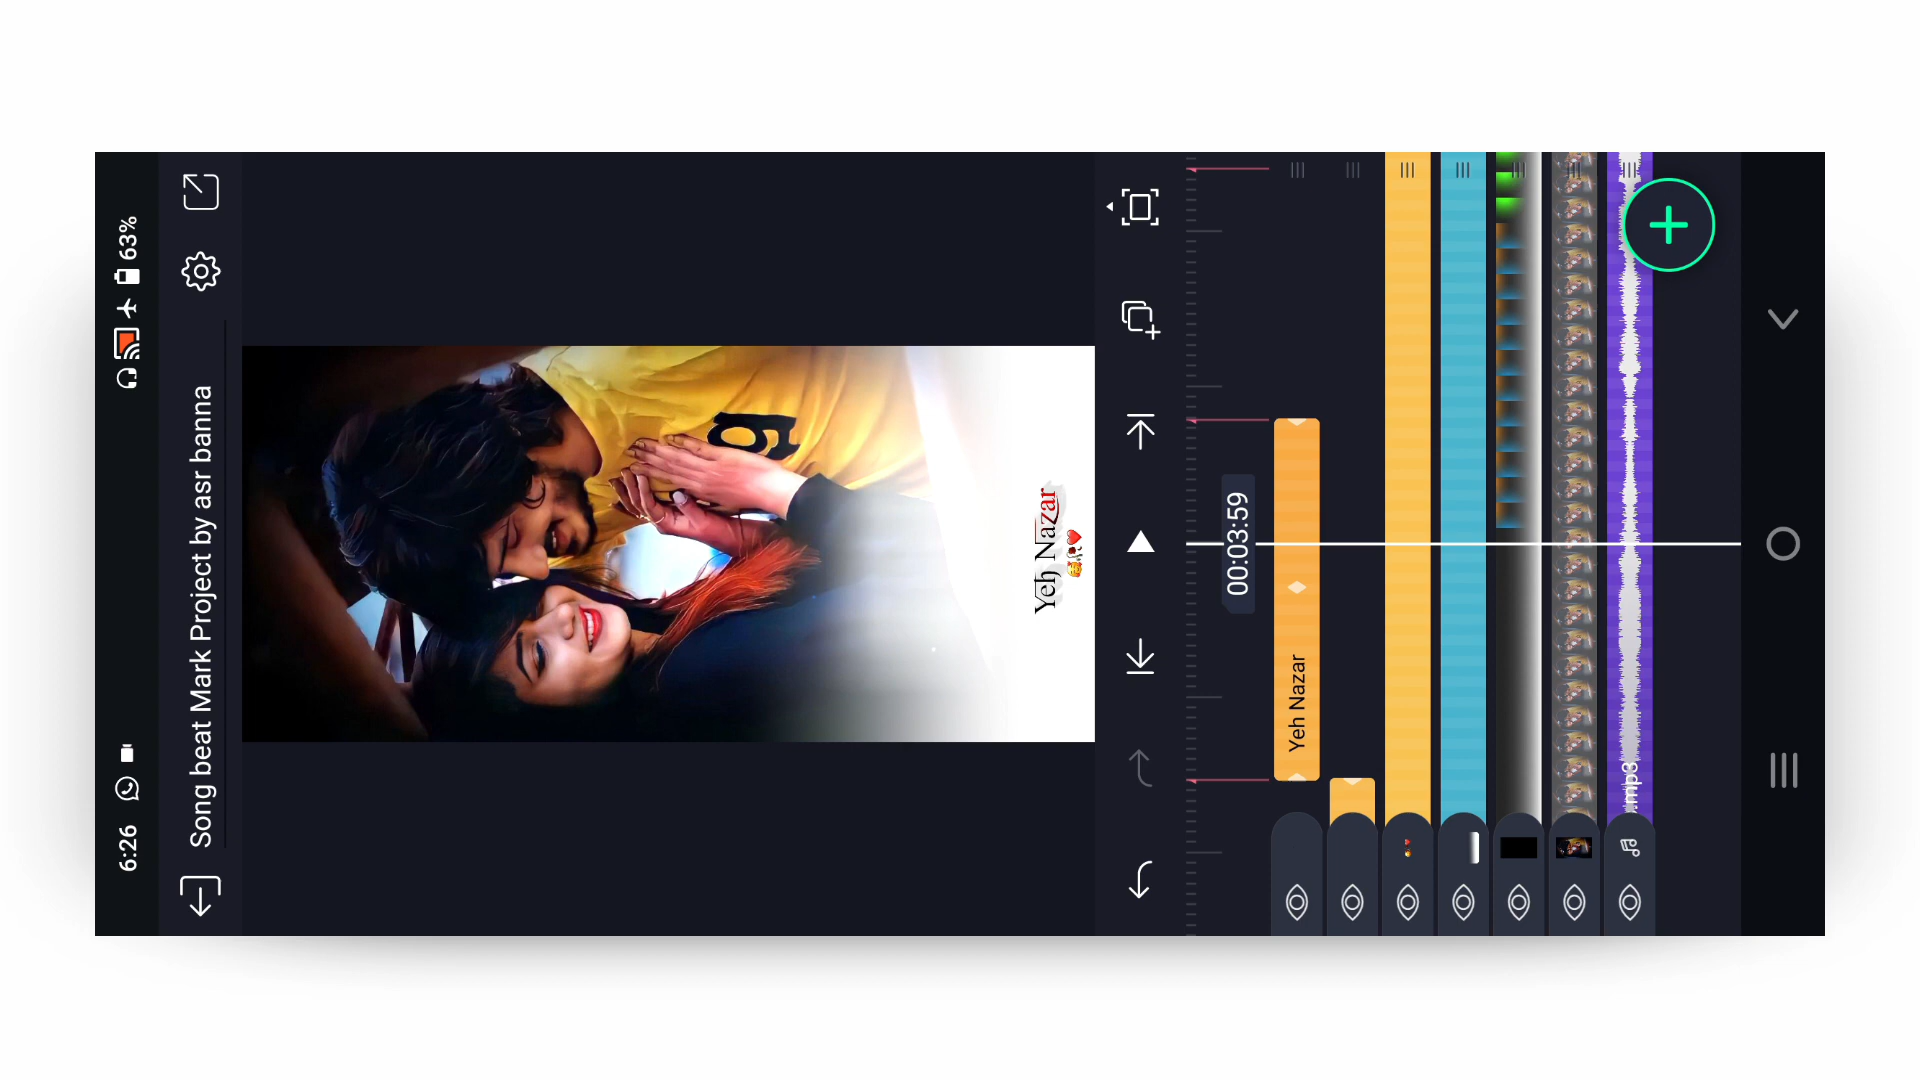 6:26
63%
Song beat Mark Project by asr banna
a
Yeh Nazar
00:03:59
Yeh Nazar
.mp3